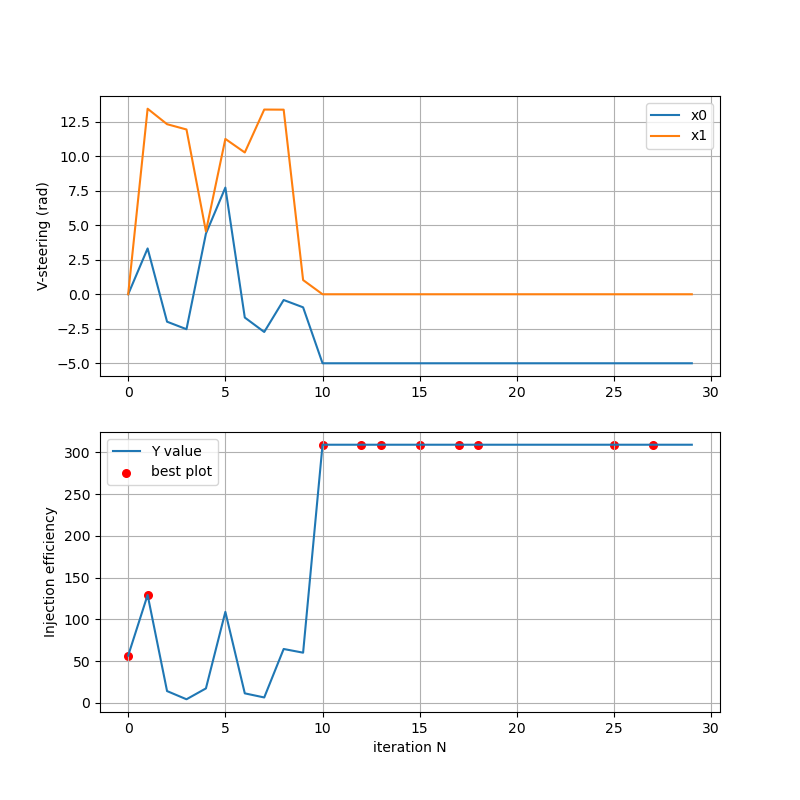 12.5
10.0
7.5
5.0
2.5
0.0
−2.5
−5.0
V-steering (rad)
x0
x1
0 5 10 15 20 25 30
300
250
200
150
100
50
0
Injection efficiency
Y value
best plot
0 5 10 15 20 25 30
iteration N